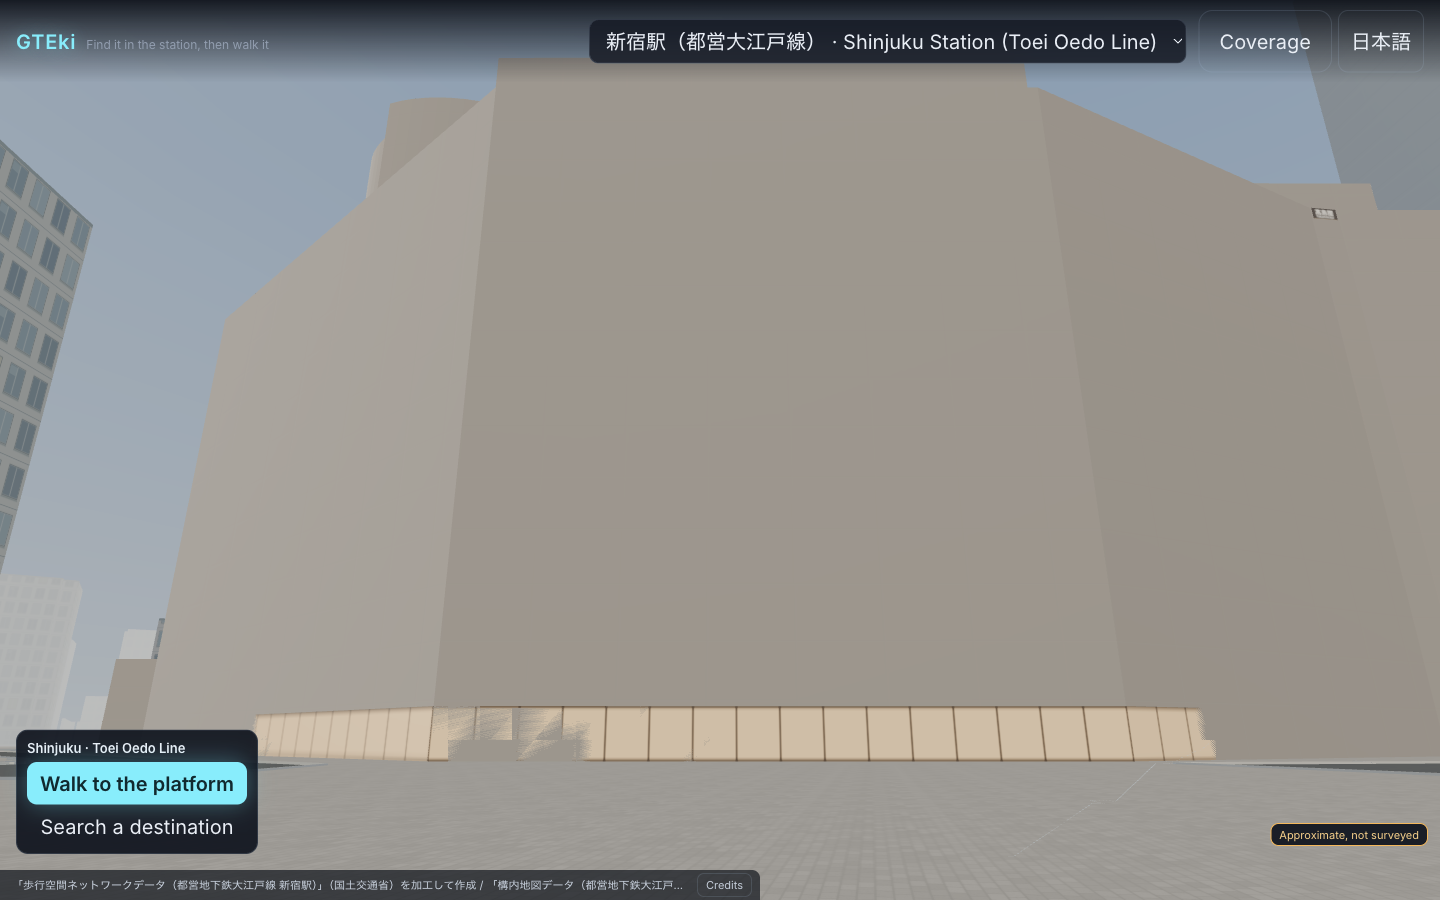 GTEki Find it in the station, then walk it
新宿駅（都営大江戸線） · Shinjuku Station (Toei Oedo Line)
Coverage
日本語
Shinjuku · Toei Oedo Line
Walk to the platform
Search a destination
Approximate, not surveyed
「歩行空間ネットワークデータ（都営地下鉄大江戸線 新宿駅）」（国土交通省）を加工して作成 / 「構内地図データ（都営地下鉄大江戸...
Credits